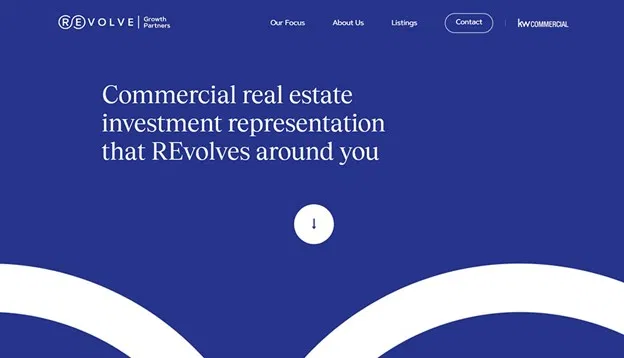 REVOLVE | Growth Partners
Our Focus
About Us
Listings
Contact
kw COMMERCIAL
Commercial real estate
investment representation
that REvolves around you